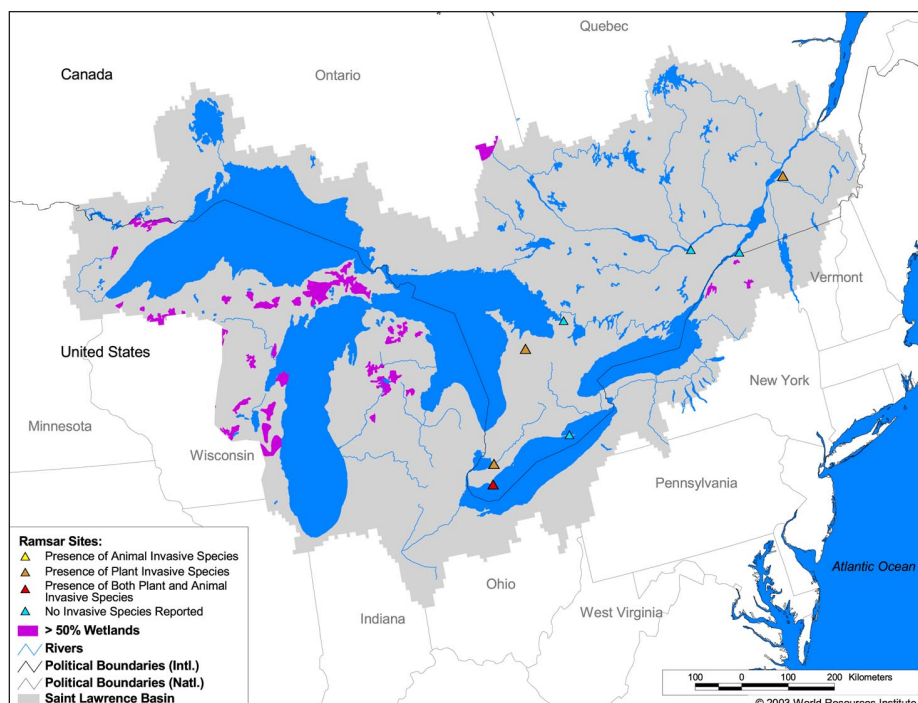 Quebec
Canada
Ontario
Vermont
United States
New York
Minnesota
Wisconsin
Pennsylvania
Atlantic Ocean
Ohio
West Virginia
Indiana
Ramsar Sites:
Presence of Animal Invasive Species
Presence of Plant Invasive Species
Presence of Both Plant and Animal
Invasive Species
No Invasive Species Reported
> 50% Wetlands
Rivers
Political Boundaries (Intl.)
Political Boundaries (Natl.)
Saint Lawrence Basin
100 0 100 200 Kilometers
© 2003 World Resources Institute